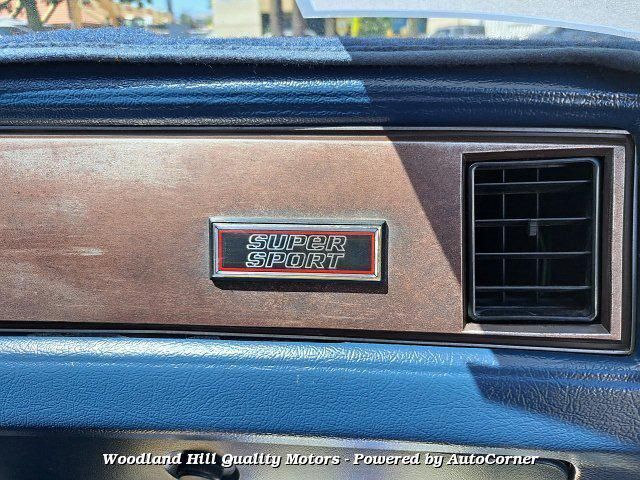 SUPER
SPORT
Woodland Hill Quality Motors - Powered by AutoCorner